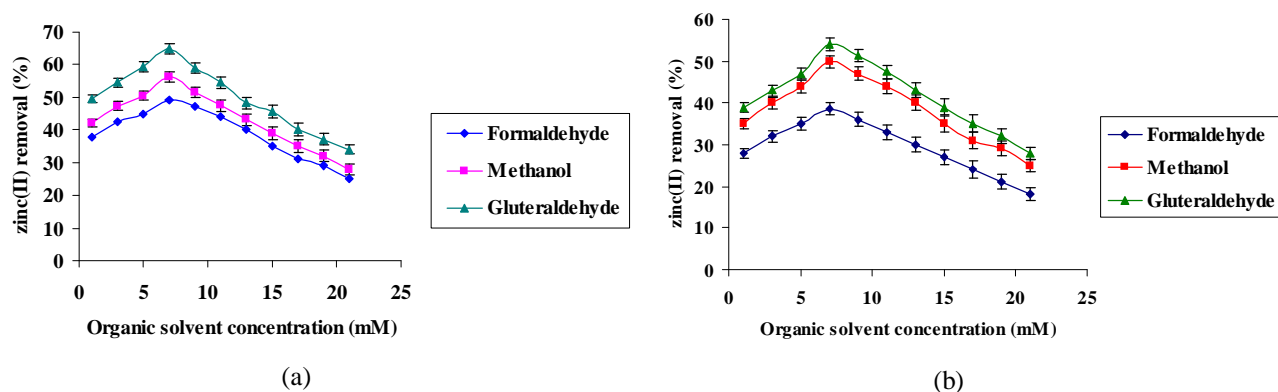 70
60
50
40
30
20
10
0
zinc(II) removal (%)
0 5 10 15 20 25
Organic solvent concentration (mM)
Formaldehyde
Methanol
Gluteraldehyde
(a)
60
50
40
30
20
10
0
zinc(II) removal (%)
0 5 10 15 20 25
Organic solvent concentration (mM)
Formaldehyde
Methanol
Gluteraldehyde
(b)